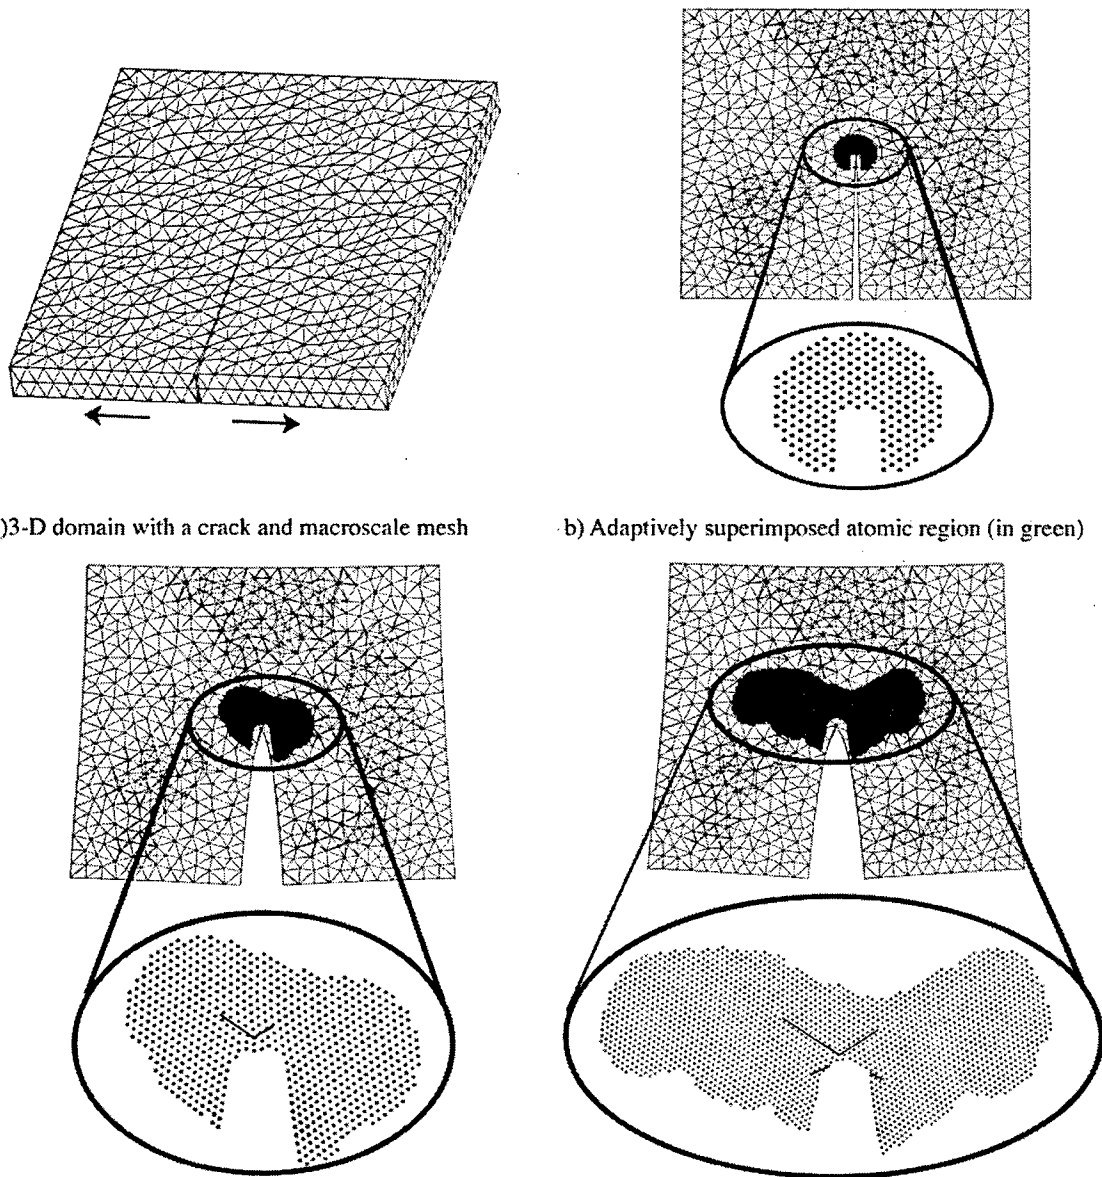 )3-D domain with a crack and macroscale mesh
b) Adaptively superimposed atomic region (in green)